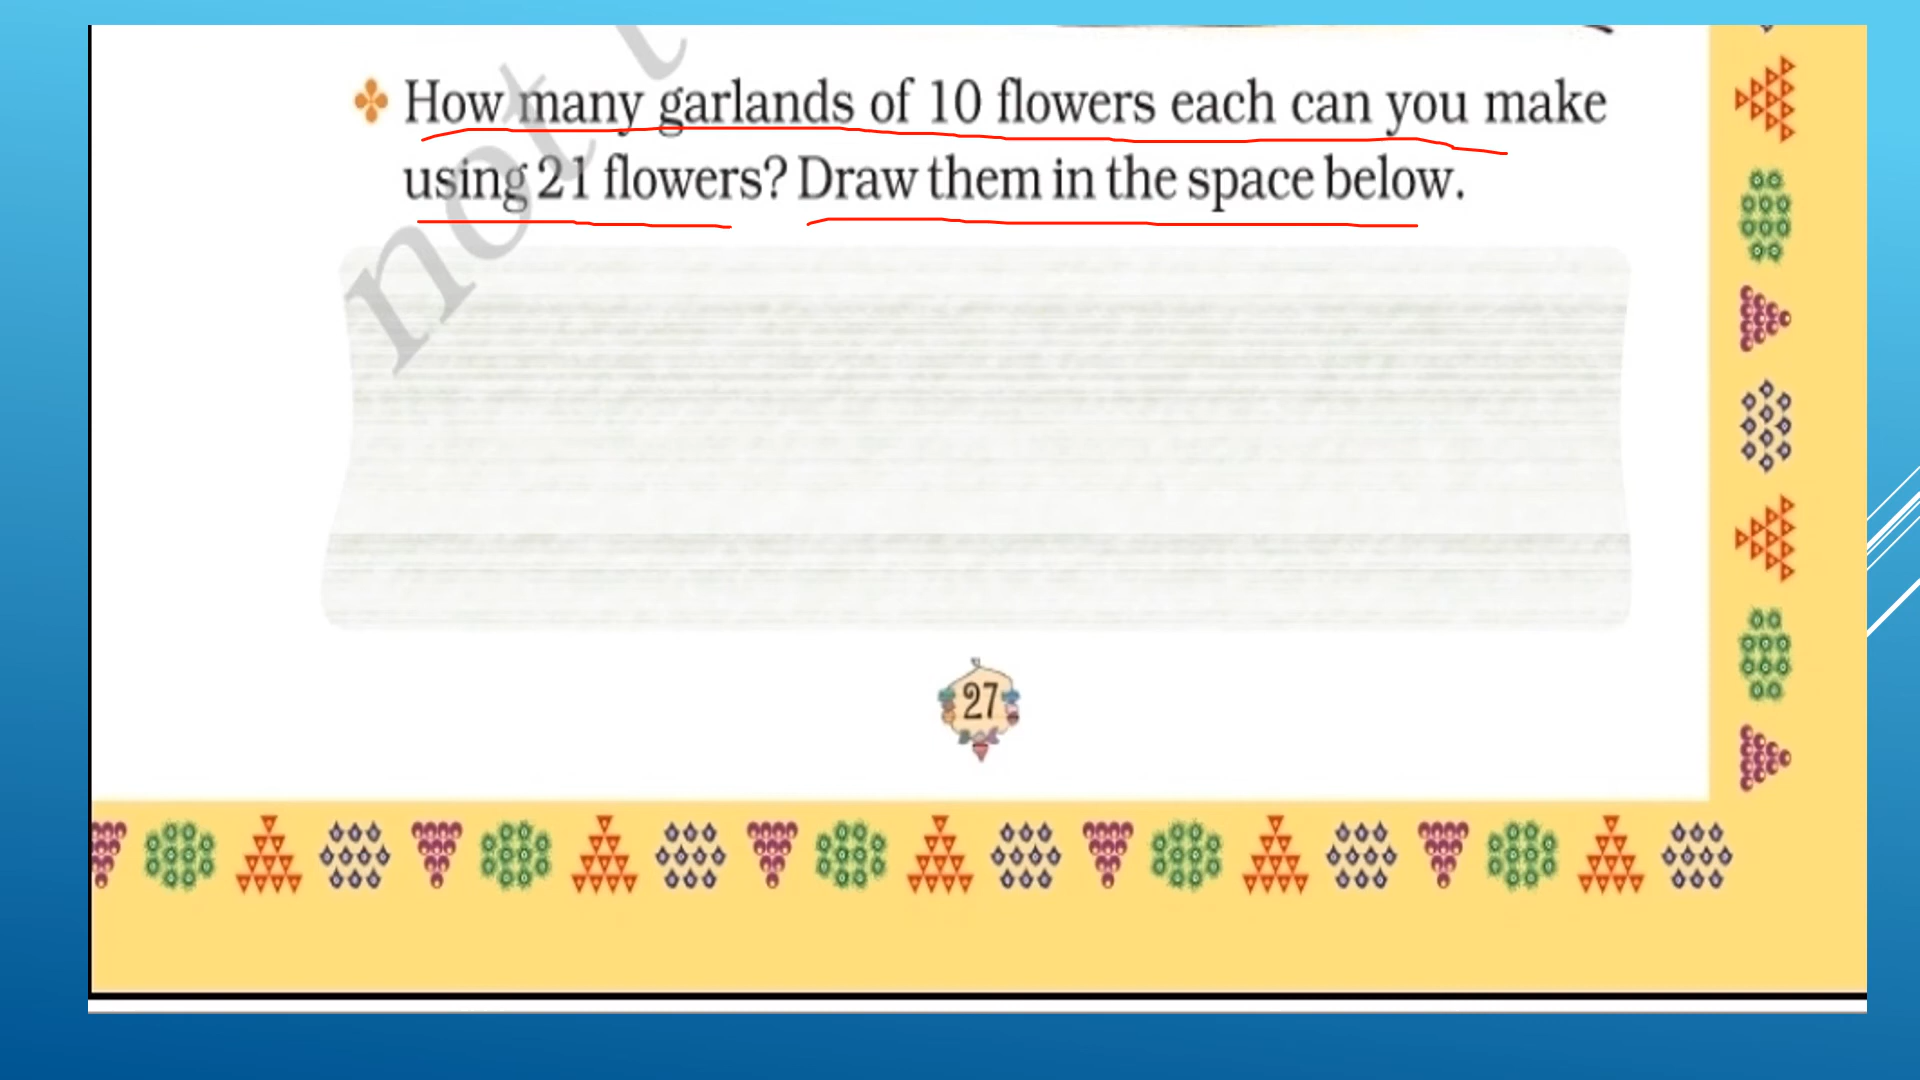 How many garlands of 10 flowers each can you make
using 21 flowers? Draw them in the space below.
not t
27